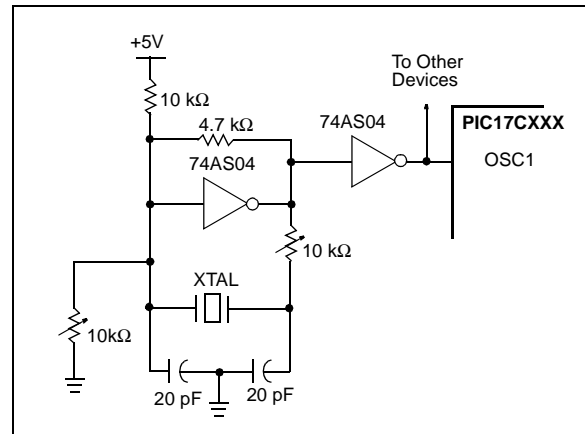 +5V
To Other
Devices
10 kΩ
4.7 kΩ
74AS04
PIC17CXXX
74AS04
OSC1
10 kΩ
XTAL
10kΩ
20 pF
20 pF